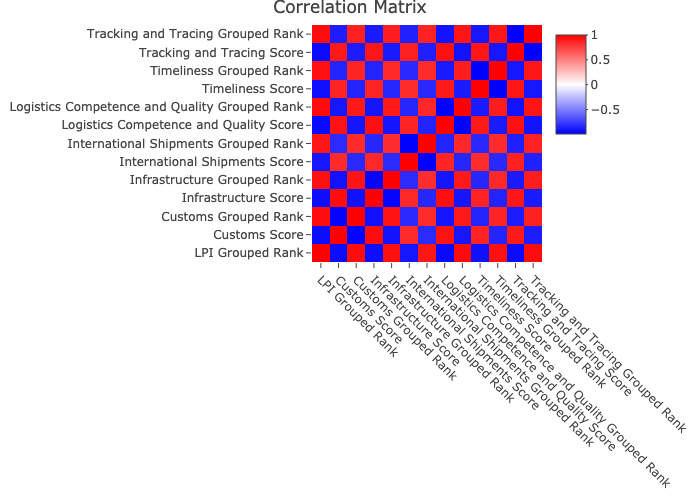 Correlation Matrix
Tracking and Tracing Grouped Rank
Tracking and Tracing Score
Timeliness Grouped Rank
Timeliness Score
Logistics Competence and Quality Grouped Rank
Logistics Competence and Quality Score
International Shipments Grouped Rank
International Shipments Score
Infrastructure Grouped Rank
Infrastructure Score
Customs Grouped Rank
Customs Score
LPI Grouped Rank
1
0.5
0
−0.5
LPI Grouped Rank
Customs Score
Customs Grouped Rank
Infrastructure Score
Infrastructure Grouped Rank
International Shipments Score
International Shipments Grouped Rank
Logistics Competence and Quality Score
Logistics Competence and Quality Grouped Rank
Timeliness Score
Timeliness Grouped Rank
Tracking and Tracing Score
Tracking and Tracing Grouped Rank